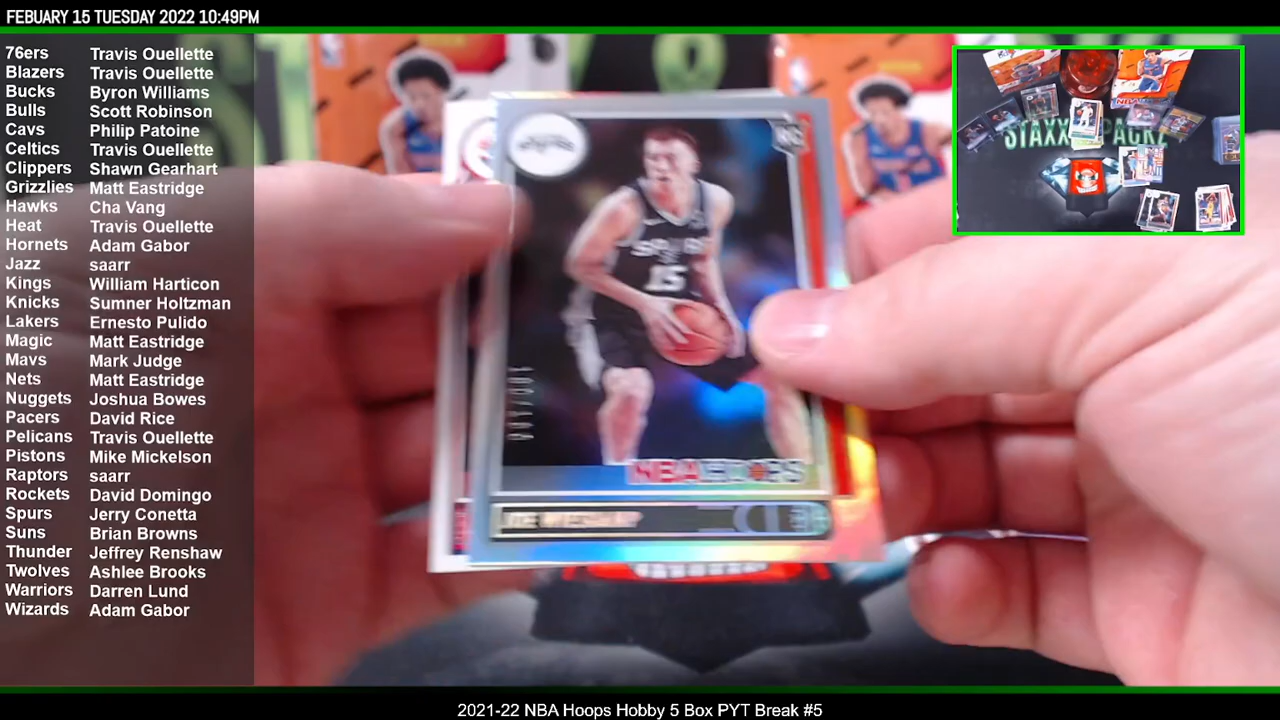 FEBUARY 15 TUESDAY 2022 10:49PM
76ers Travis Ouellette
Blazers Travis Ouellette
Bucks Byron Williams
Bulls Scott Robinson
Cavs Philip Patoine
Celtics Travis Ouellette
Clippers Shawn Gearhart
Grizzlies Matt Eastridge
Hawks Cha Vang
Heat Travis Ouellette
Hornets Adam Gabor
Jazz saarr
Kings William Harticon
Knicks Sumner Holtzman
Lakers Ernesto Pulido
Magic Matt Eastridge
Mavs Mark Judge
Nets Matt Eastridge
Nuggets Joshua Bowes
Pacers David Rice
Pelicans Travis Ouellette
Pistons Mike Mickelson
Raptors saarr
Rockets David Domingo
Spurs Jerry Conetta
Suns Brian Browns
Thunder Jeffrey Renshaw
Twolves Ashlee Brooks
Warriors Darren Lund
Wizards Adam Gabor
RC
SPURS
15
NBA HOOPS
2021-22 NBA Hoops Hobby 5 Box PYT Break #5